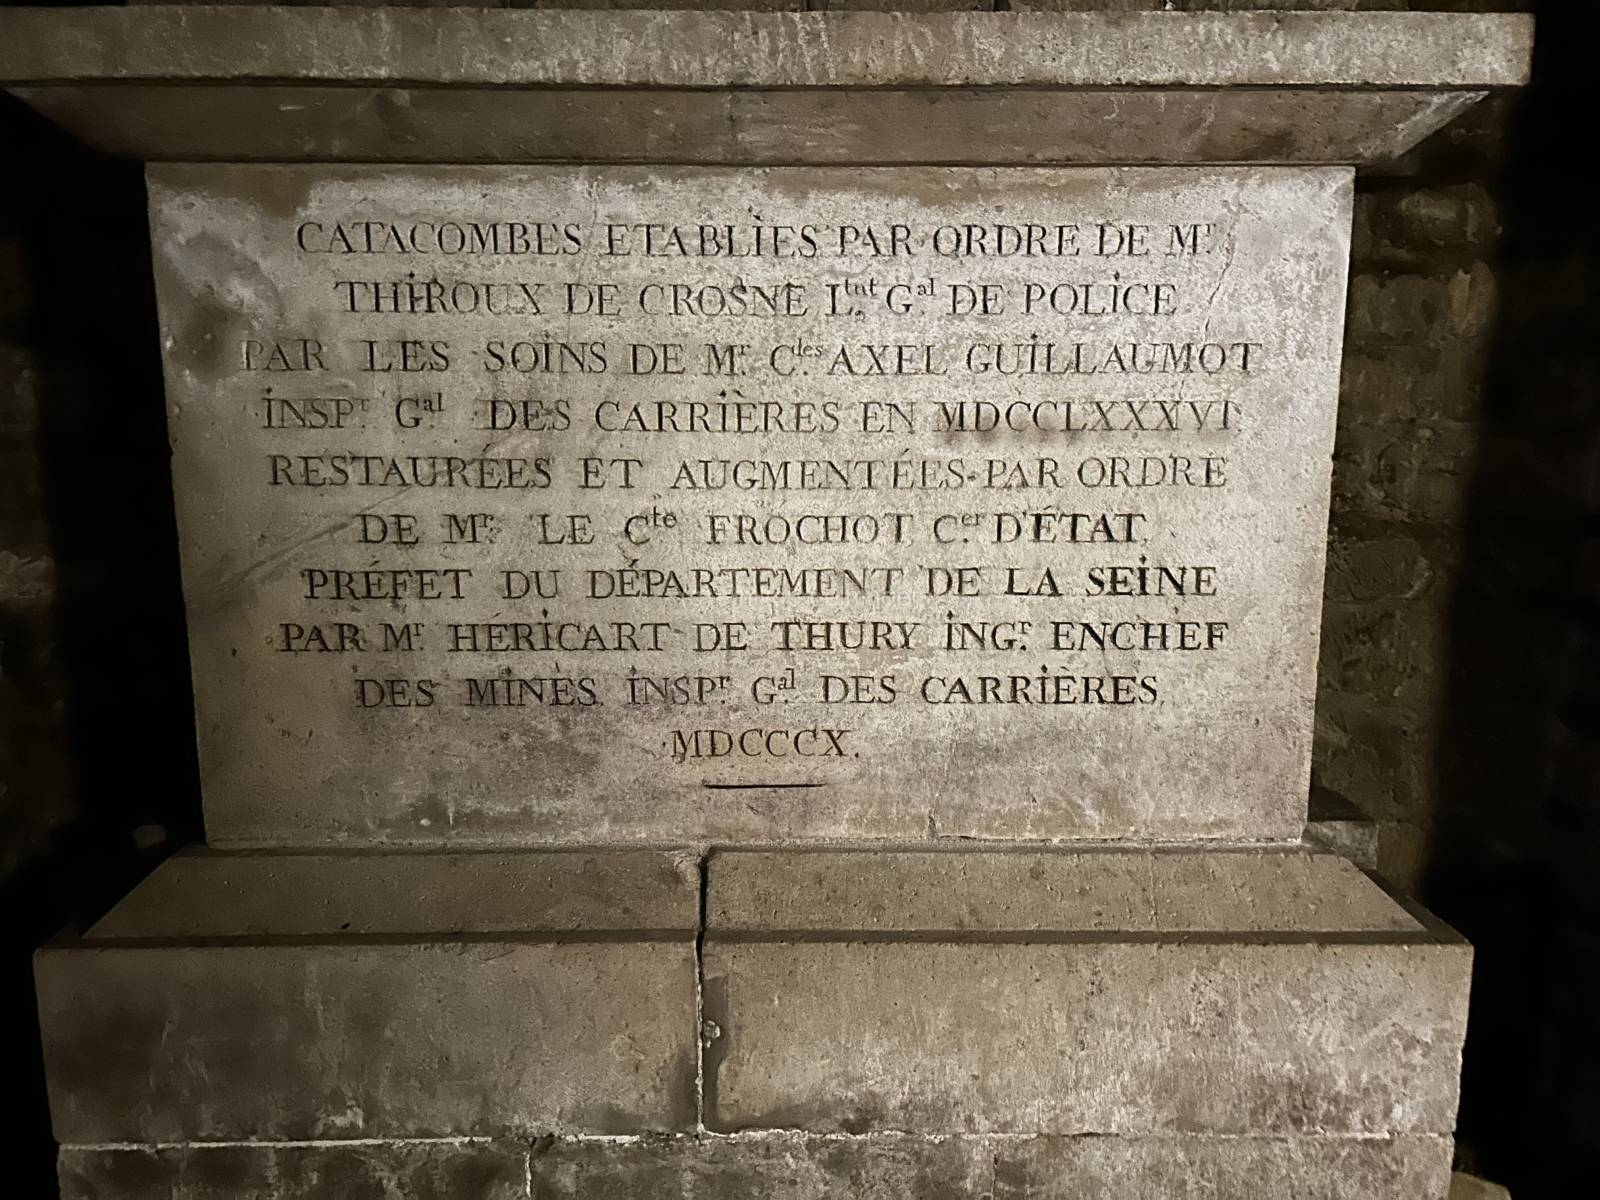 CATACOMBES ETABLIES PAR ORDRE DE Mr.
THIROUX DE CROSNE Ltnt. Gal. DE POLICE
PAR LES SOINS DE Mr. Cles. AXEL GUILLAUMOT
INSPr. Gal. DES CARRIÈRES EN MDCCLXXXVI.
RESTAURÉES ET AUGMENTÉES PAR ORDRE
DE Mr. LE Cte FROCHOT Cer. D'ÉTAT,
PRÉFET DU DÉPARTEMENT DE LA SEINE
PAR Mr. HÉRICART DE THURY INGr. ENCHEF
DES MINES, INSPr. Gal. DES CARRIÈRES,
·MDCCCX.